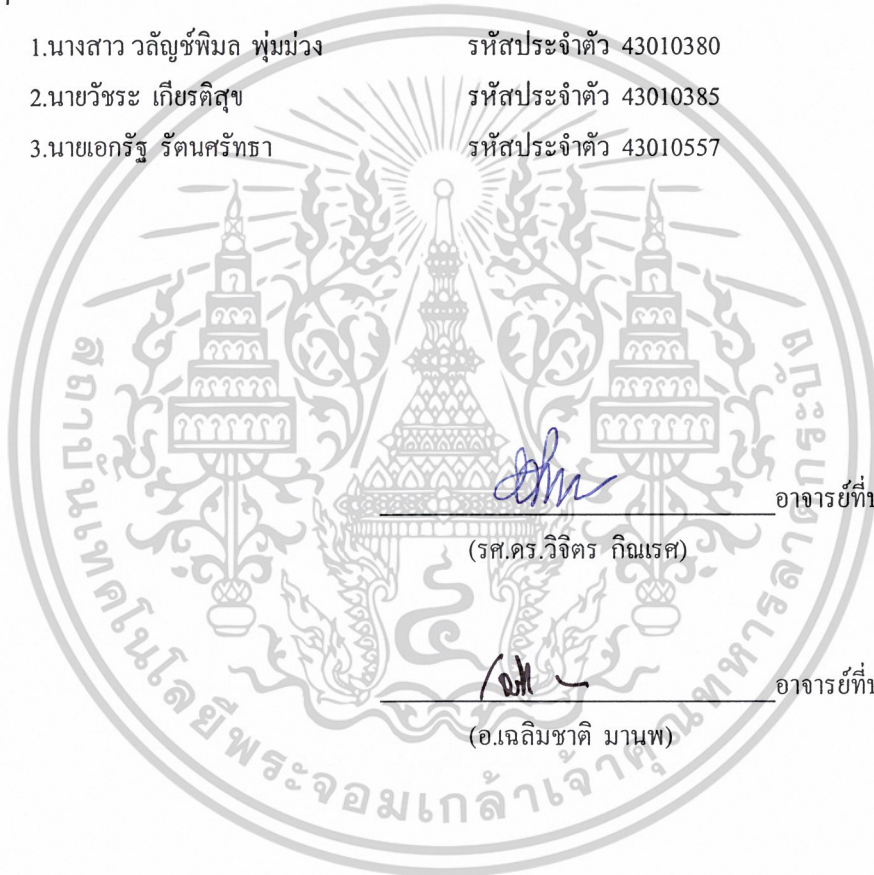 1.นางสาว วลัญช์พิมล พุ่มม่วง รหัสประจำตัว 43010380
2.นายวัชระ เกียรติสุข รหัสประจำตัว 43010385
3.นายเอกรัฐ รัตนศรัทธา รหัสประจำตัว 43010557
อาจารย์ที่
(รศ.ดร.วิจิตร กิณเรศ)
อาจารย์ที่
(อ.เฉลิมชาติ มานพ)
สถาบันเทคโนโลยีพระจอมเกล้าเจ้าคุณทหารลาดกระบัง